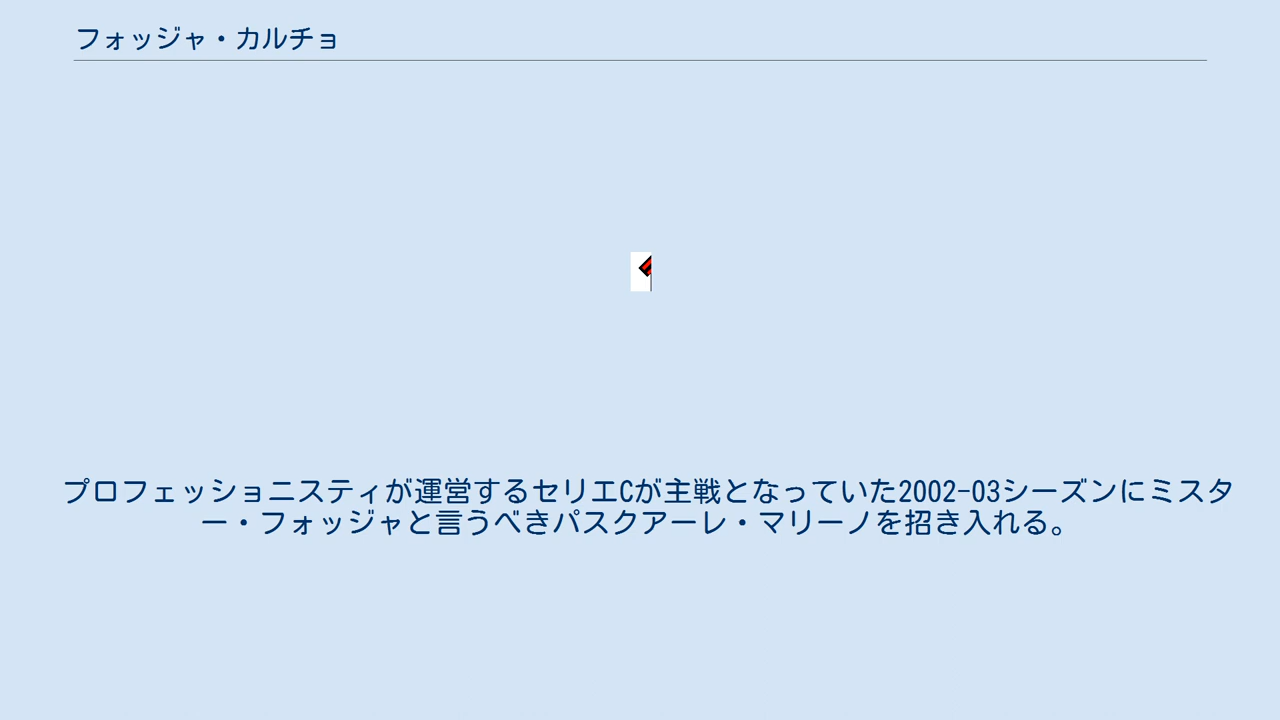 フォッジャ・カルチョ
プロフェッショニスティが運営するセリエCが主戦となっていた2002-03シーズンにミスタ
ー・フォッジャと言うべきパスクアーレ・マリーノを招き入れる。